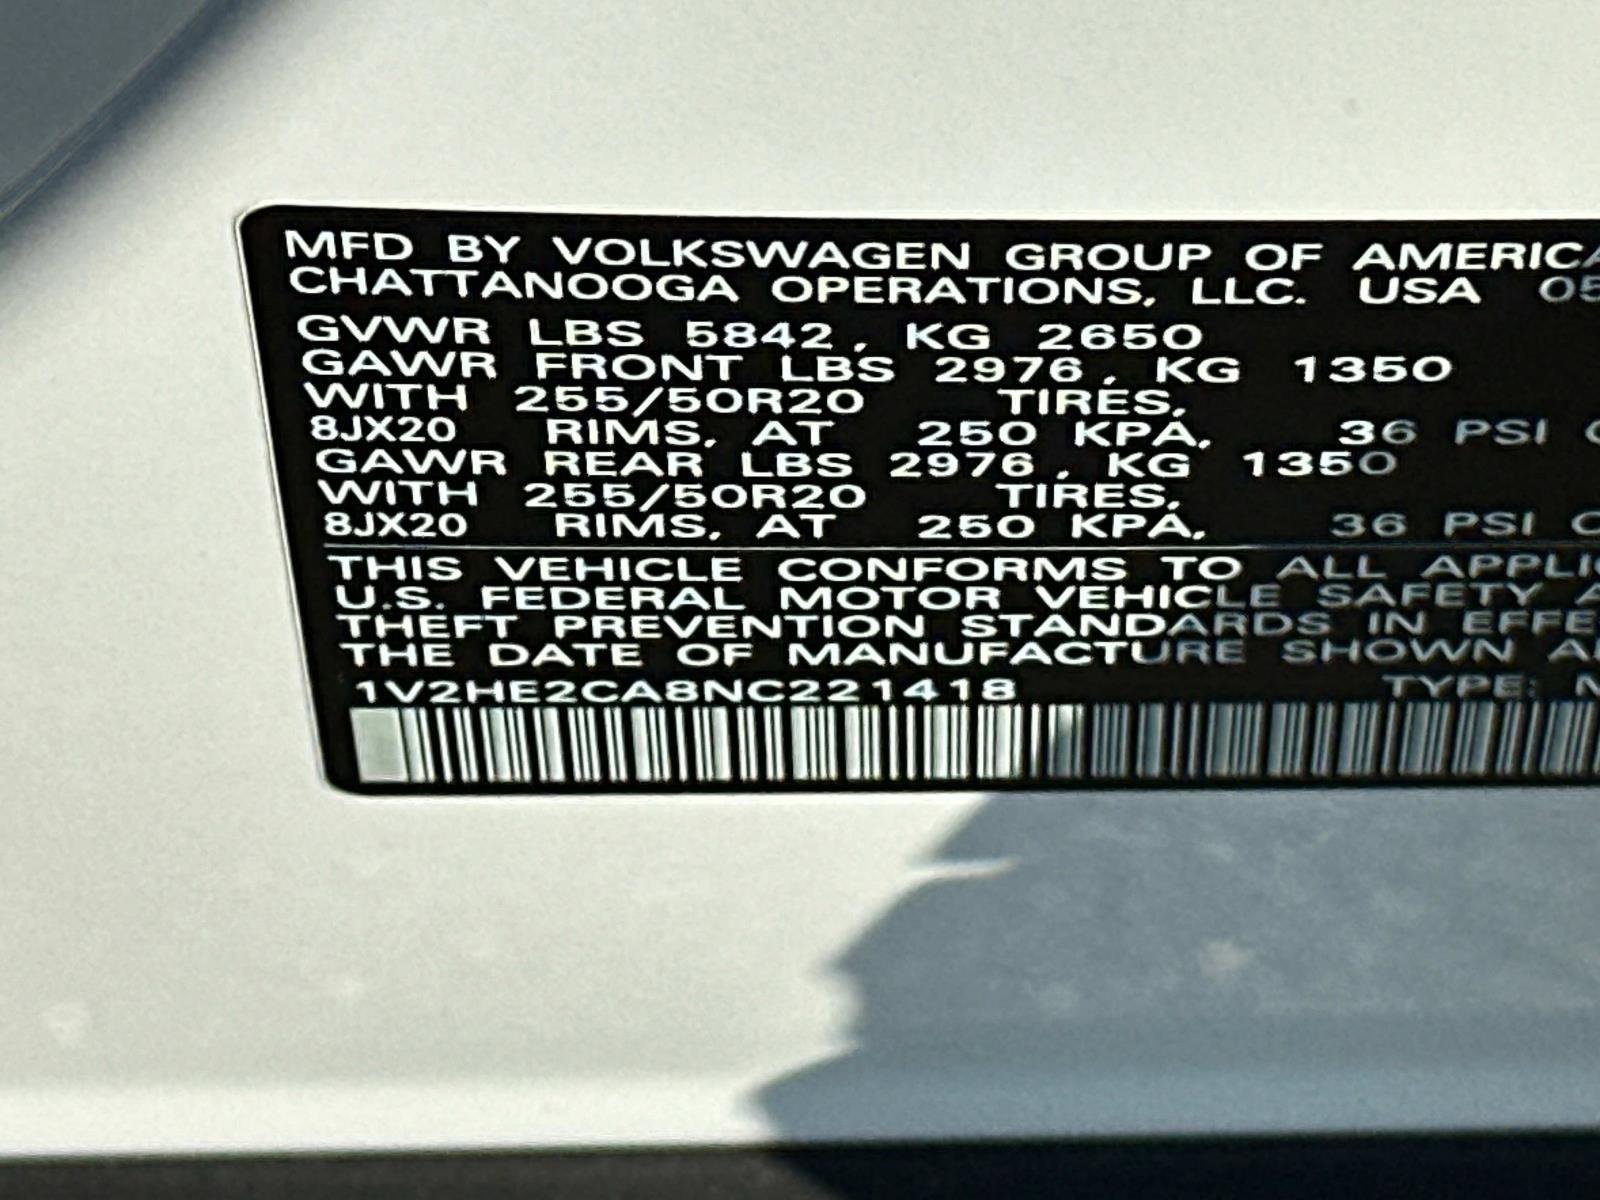 MFD BY VOLKSWAGEN GROUP OF AMERICA
CHATTANOOGA OPERATIONS, LLC. USA 05
GVWR LBS 5842, KG 2650
GAWR FRONT LBS 2976, KG 1350
WITH 255/50R20 TIRES,
8JX20 RIMS, AT 250 KPA, 36 PSI C
GAWR REAR LBS 2976, KG 1350
WITH 255/50R20 TIRES,
8JX20 RIMS, AT 250 KPA, 36 PSI C
THIS VEHICLE CONFORMS TO ALL APPLIC
U.S. FEDERAL MOTOR VEHICLE SAFETY A
THEFT PREVENTION STANDARDS IN EFFE
THE DATE OF MANUFACTURE SHOWN A
1V2HE2CA8NC221418 TYPE: M